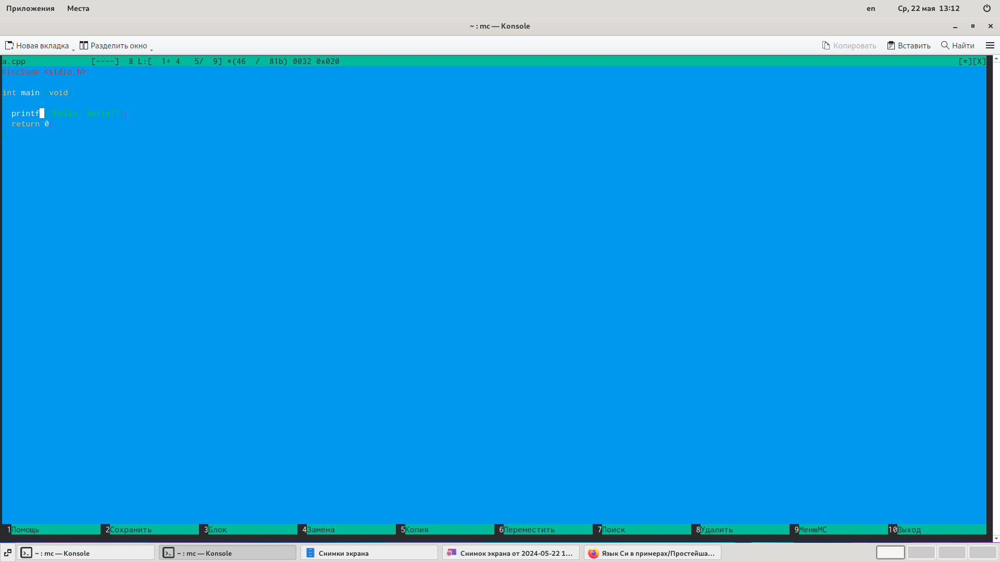 Приложения Места en Ср, 22 мая 13:12
~ : mc — Konsole
Новая вкладка Разделить окно Копировать Вставить Найти
a.cpp [----] 8 L:[ 1+ 4 5/ 9] *(46 / 81b) 0032 0x020 [*][X]
#include <stdio.h>
int main (void)
{
printf ("Hello, World!");
return 0;
}
1Помощь 2Сохранить 3Блок 4Замена 5Копия 6Переместить 7Поиск 8Удалить 9МенюМС 10Выход
~ : mc — Konsole ~ : mc — Konsole Снимки экрана Снимок экрана от 2024-05-22 1... Язык Си в примерах/Простейша...